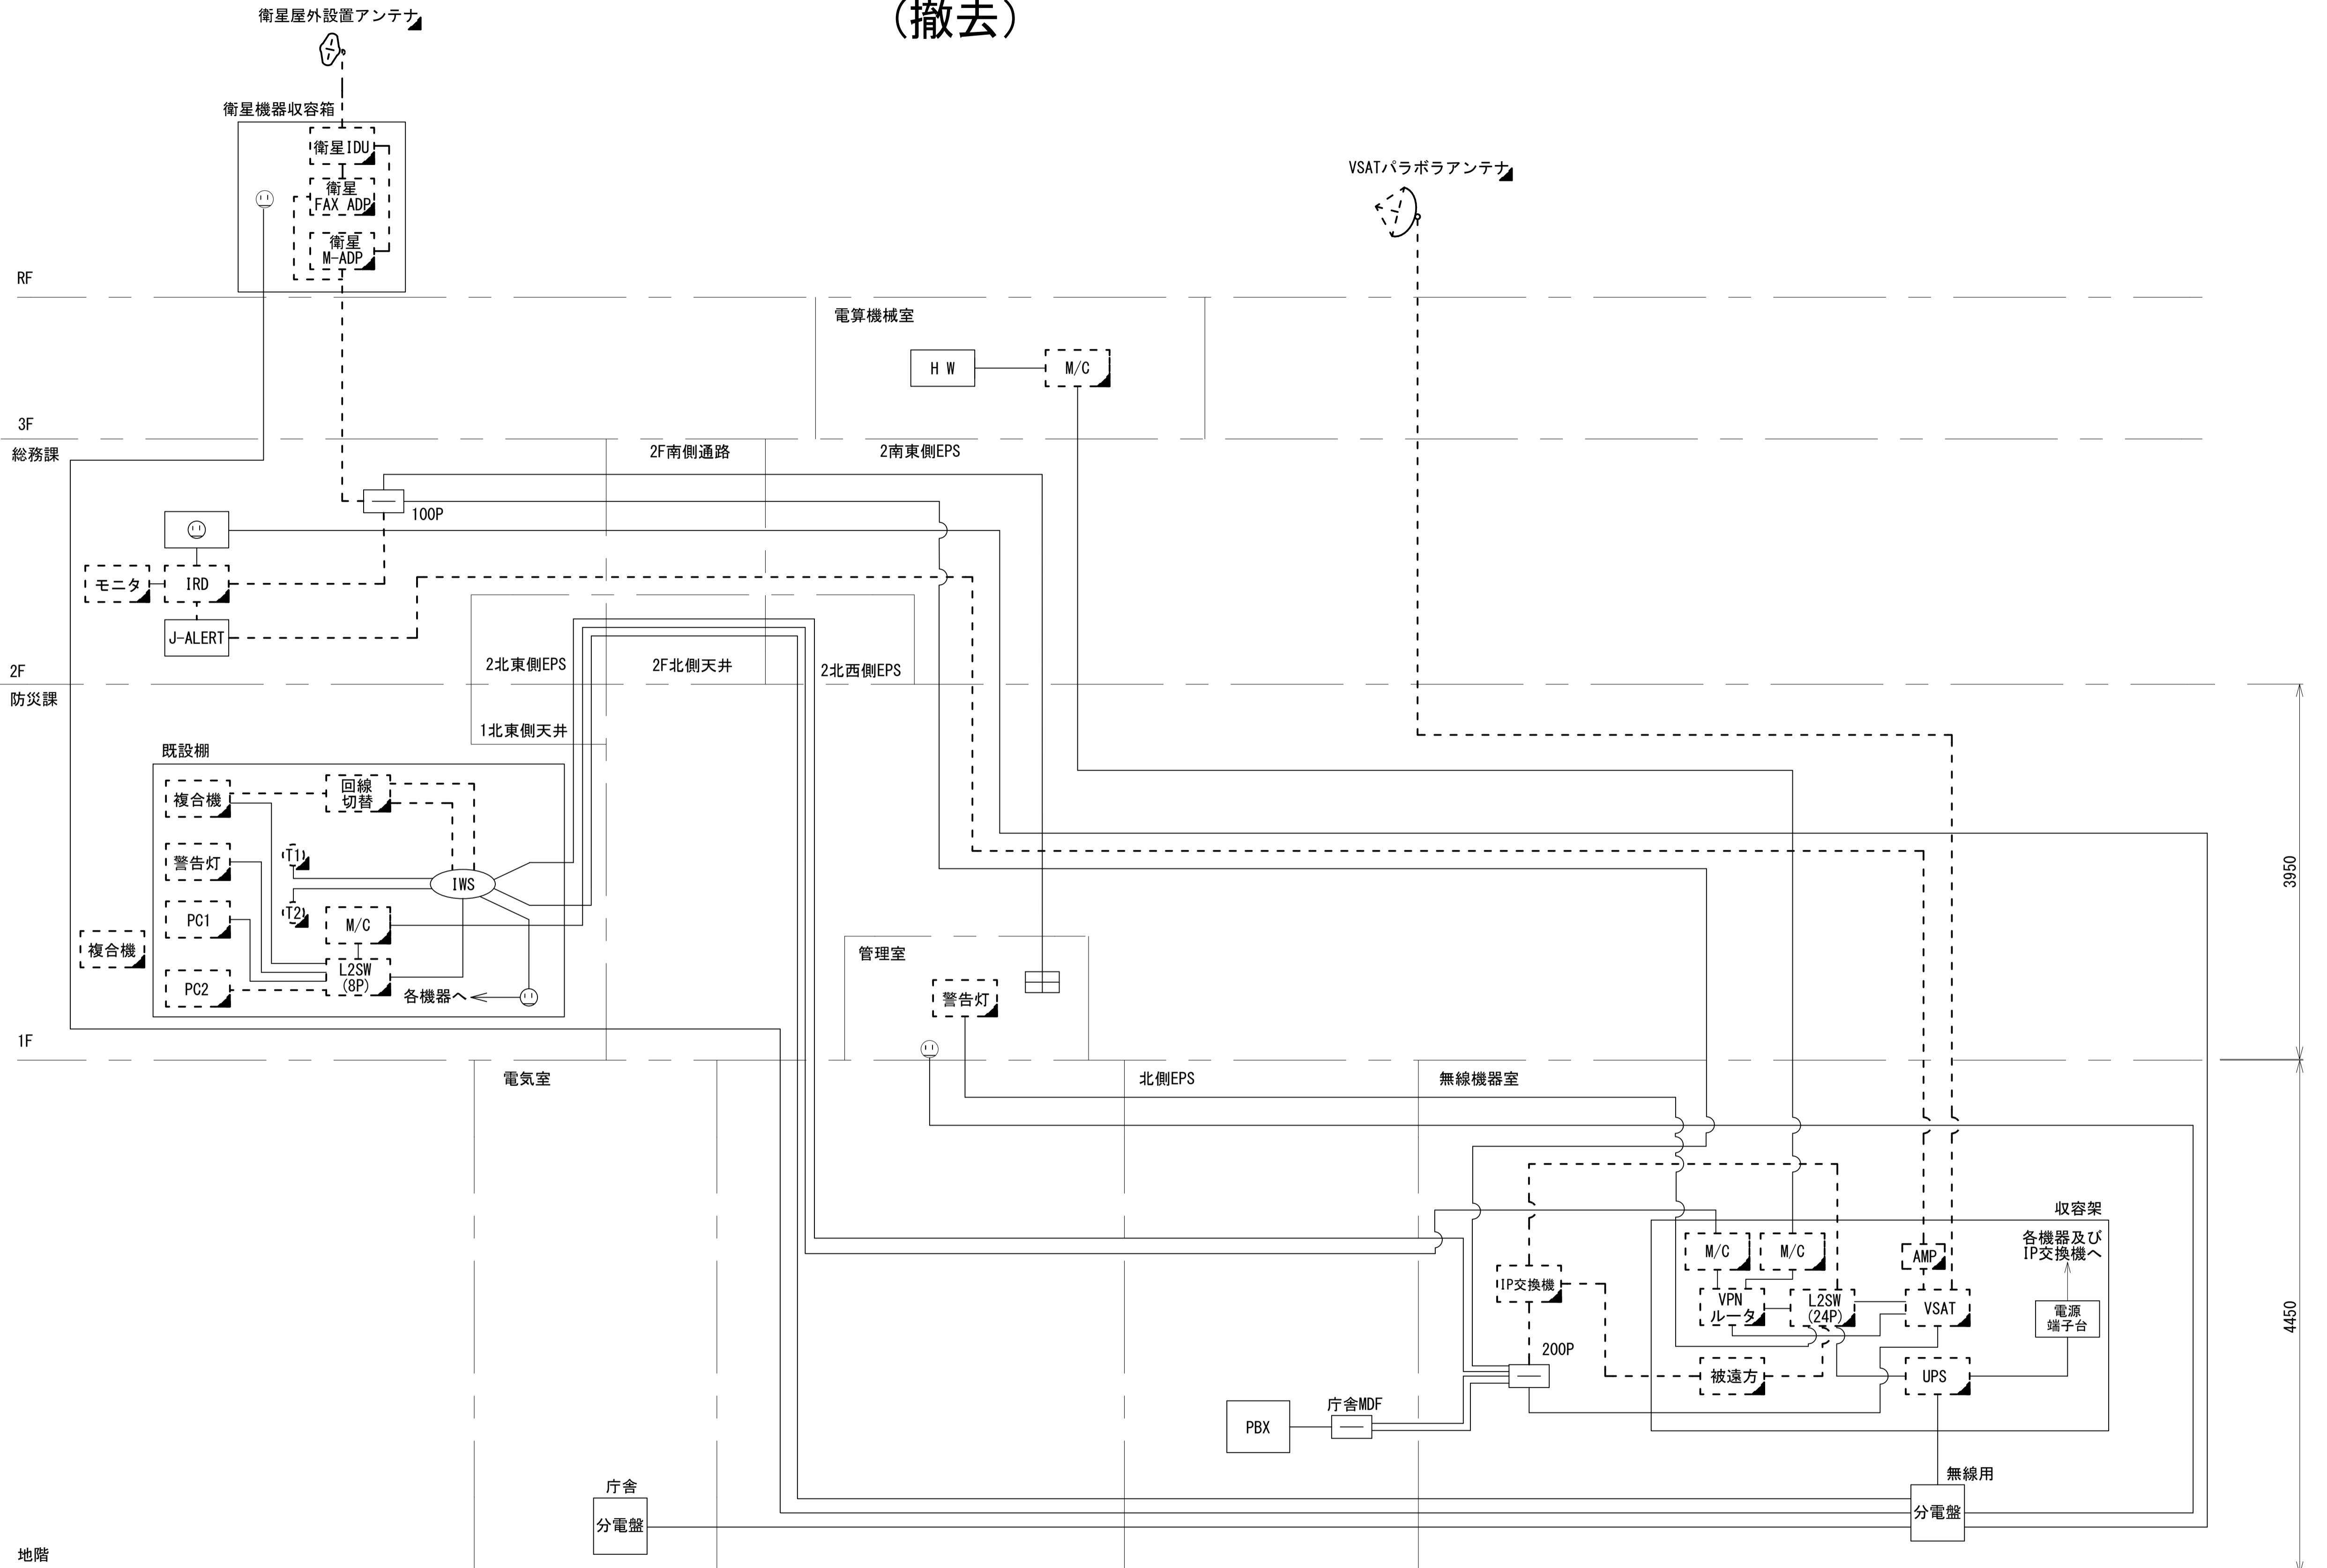 (撤去)
衛星屋外設置アンテナ
衛星機器収容箱
衛星IDU
衛星
FAX ADP
衛星
M-ADP
VSATパラボラアンテナ
RF
電算機械室
H W
M/C
3F
総務課
2F南側通路
2南東側EPS
100P
モニタ
IRD
J-ALERT
2北東側EPS
2F北側天井
2北西側EPS
2F
防災課
1北東側天井
既設棚
複合機
回線
切替
警告灯
T1
IWS
PC1
T2
M/C
複合機
L2SW
(8P)
PC2
各機器へ
管理室
警告灯
3950
1F
電気室
北側EPS
無線機器室
収容架
各機器及び
IP交換機へ
M/C
M/C
AMP
IP交換機
VPN
ルータ
L2SW
(24P)
VSAT
電源
端子台
4450
200P
被遠方
UPS
庁舎MDF
PBX
無線用
分電盤
庁舎
分電盤
地階